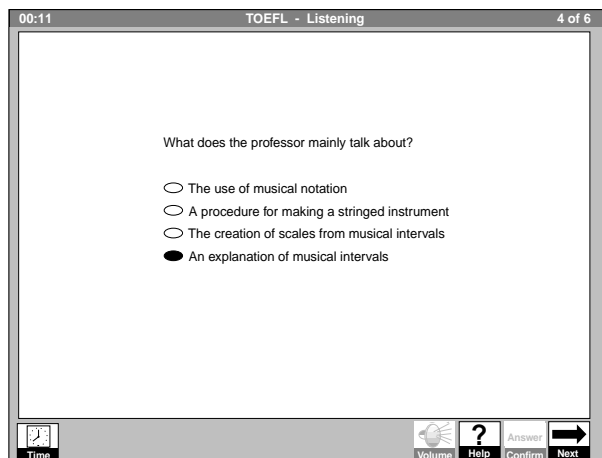 00:11 TOEFL - Listening 4 of 6
What does the professor mainly talk about?
The use of musical notation
A procedure for making a stringed instrument
The creation of scales from musical intervals
An explanation of musical intervals
? Answer
Time Volume Help Confirm Next